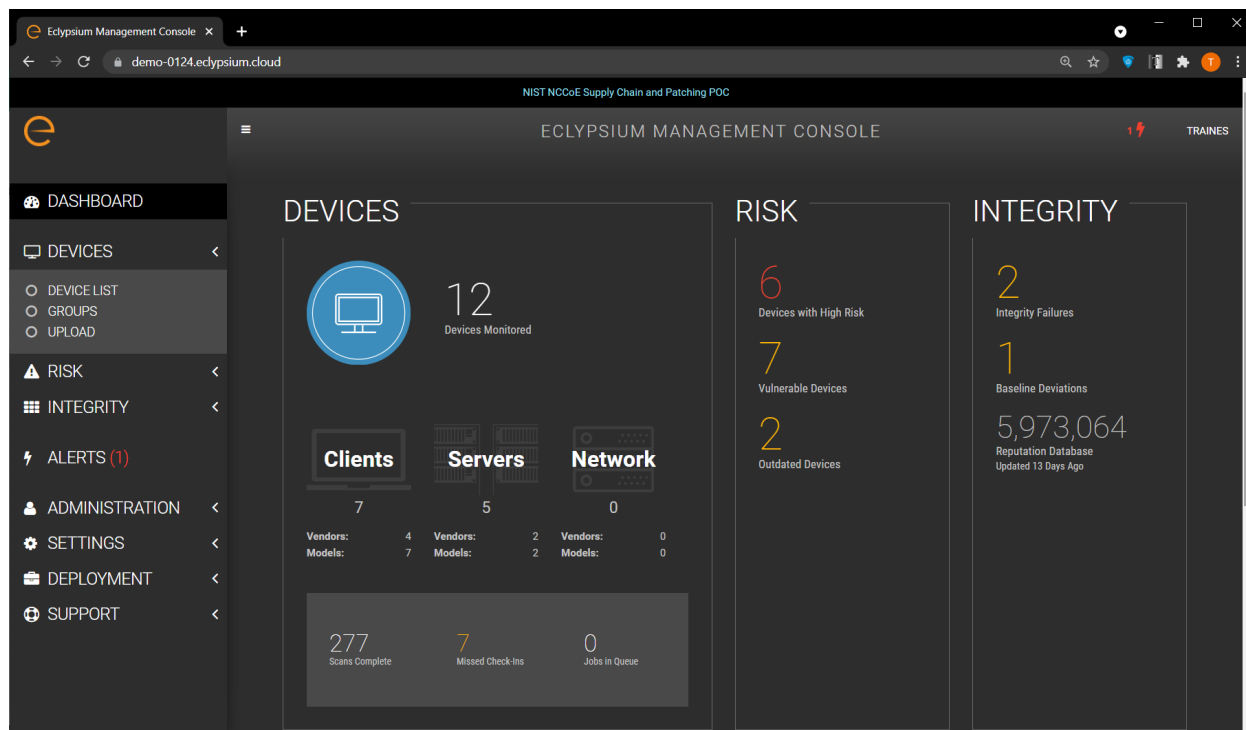 Eclypsium Management Console
demo-0124.eclypsium.cloud
T
NIST NCCoE Supply Chain and Patching POC
ECLYPSIUM MANAGEMENT CONSOLE
1
TRAINES
DASHBOARD
DEVICES
DEVICE LIST
GROUPS
UPLOAD
RISK
INTEGRITY
ALERTS (1)
ADMINISTRATION
SETTINGS
DEPLOYMENT
SUPPORT
DEVICES
12
Devices Monitored
Clients Servers Network
7 5 0
Vendors: 4 Vendors: 2 Vendors: 0
Models: 7 Models: 2 Models: 0
277 7 0
Scans Complete Missed Check-Ins Jobs in Queue
RISK
6
Devices with High Risk
7
Vulnerable Devices
2
Outdated Devices
INTEGRITY
2
Integrity Failures
1
Baseline Deviations
5,973,064
Reputation Database
Updated 13 Days Ago